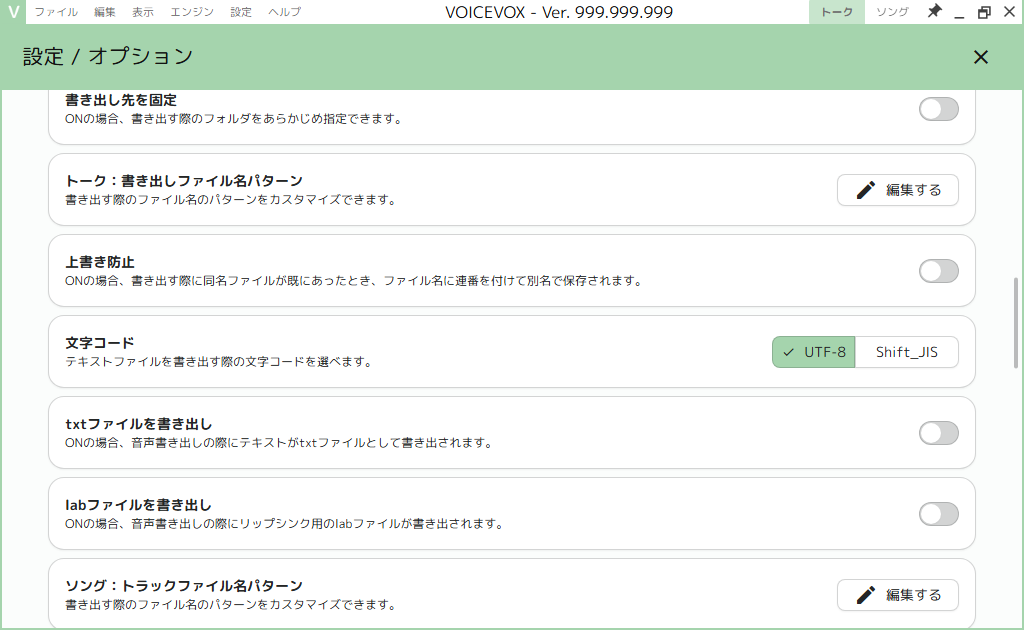 V ファイル 編集 表示 エンジン 設定 ヘルプ VOICEVOX - Ver. 999.999.999 トーク ソング
設定 / オプション
書き出し先を固定
ONの場合、書き出す際のフォルダをあらかじめ指定できます。
トーク：書き出しファイル名パターン
書き出す際のファイル名のパターンをカスタマイズできます。
編集する
上書き防止
ONの場合、書き出す際に同名ファイルが既にあったとき、ファイル名に連番を付けて別名で保存されます。
文字コード
テキストファイルを書き出す際の文字コードを選べます。
UTF-8 Shift_JIS
txtファイルを書き出し
ONの場合、音声書き出しの際にテキストがtxtファイルとして書き出されます。
labファイルを書き出し
ONの場合、音声書き出しの際にリップシンク用のlabファイルが書き出されます。
ソング：トラックファイル名パターン
書き出す際のファイル名のパターンをカスタマイズできます。
編集する